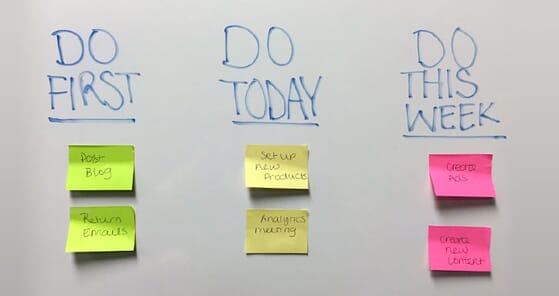 DO
FIRST
Post
Blog
Return
Emails
DO
TODAY
Set up
new
Products
Analytics
meeting
DO
THIS
WEEK
Create
Ads
Create
new
content